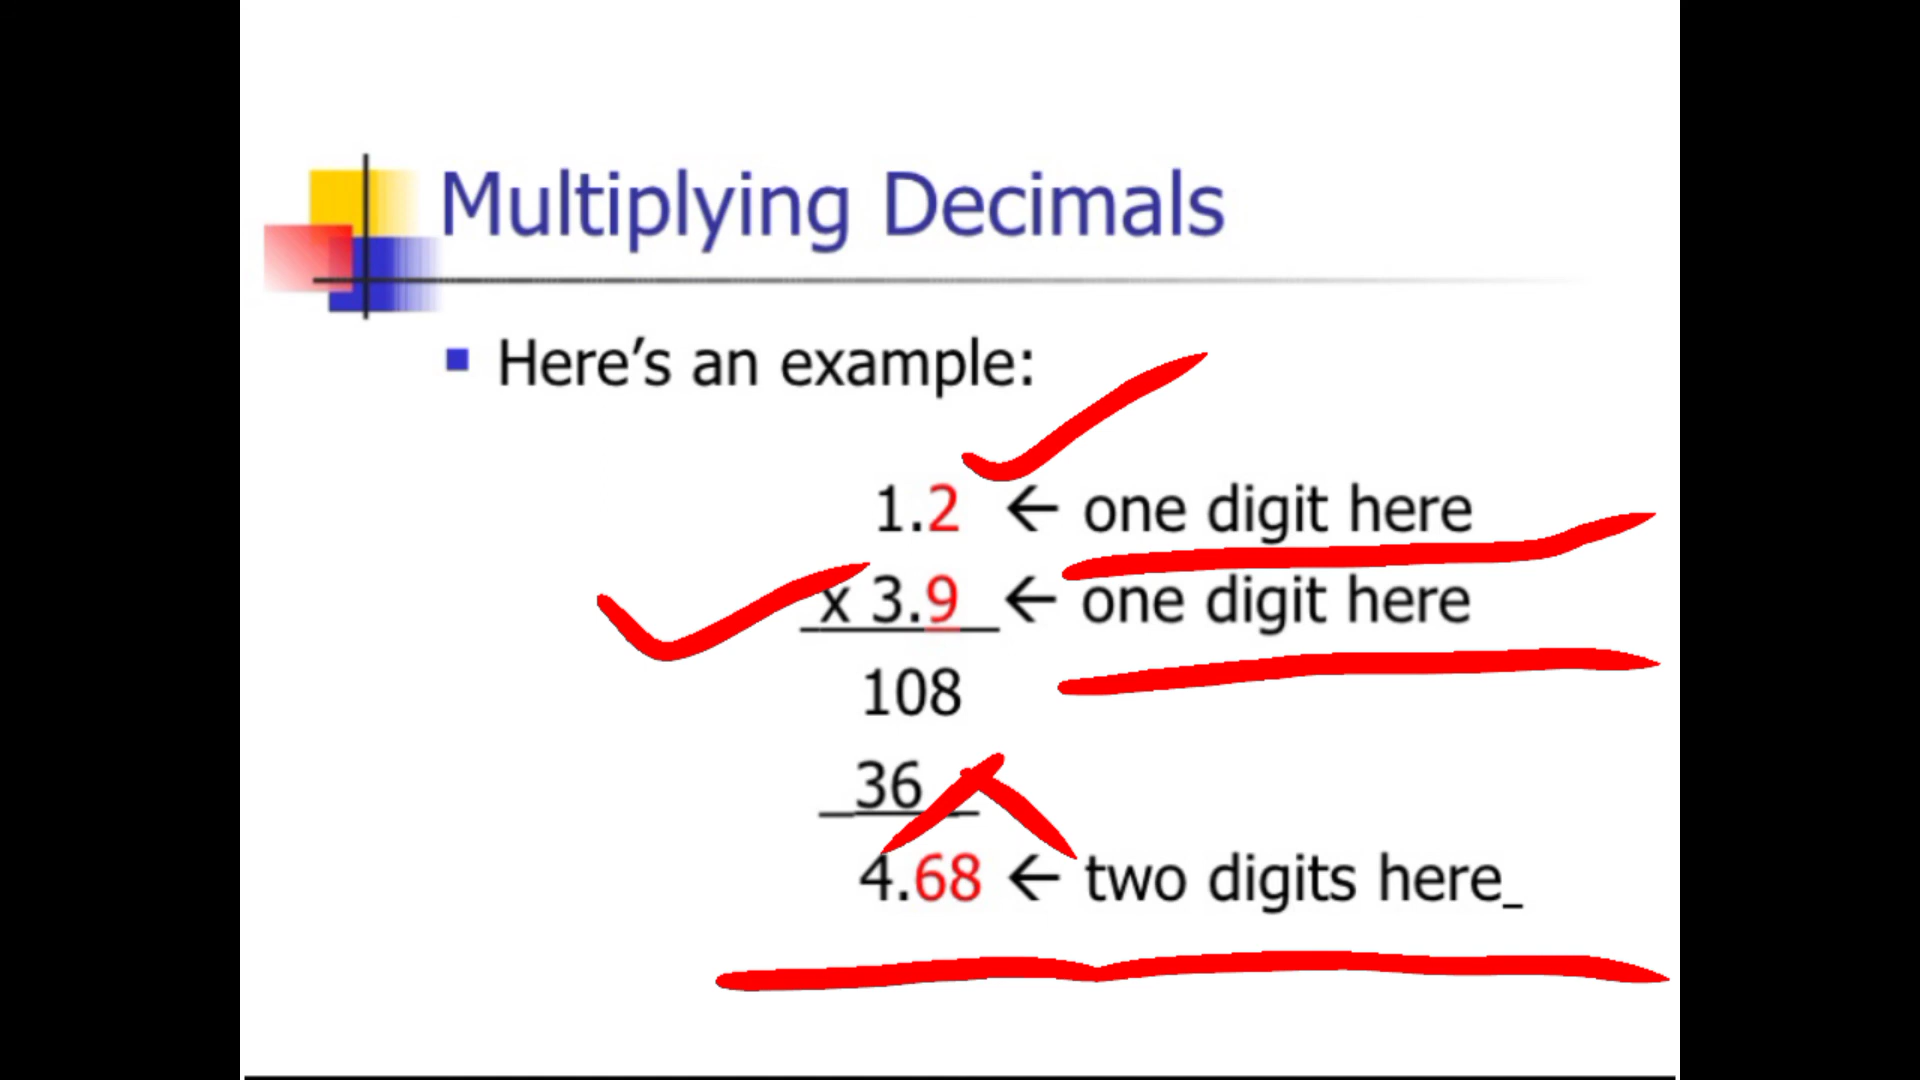 Multiplying Decimals
Here’s an example:
1.2 ← one digit here
x 3.9 ← one digit here
108
36
4.68 ← two digits here_